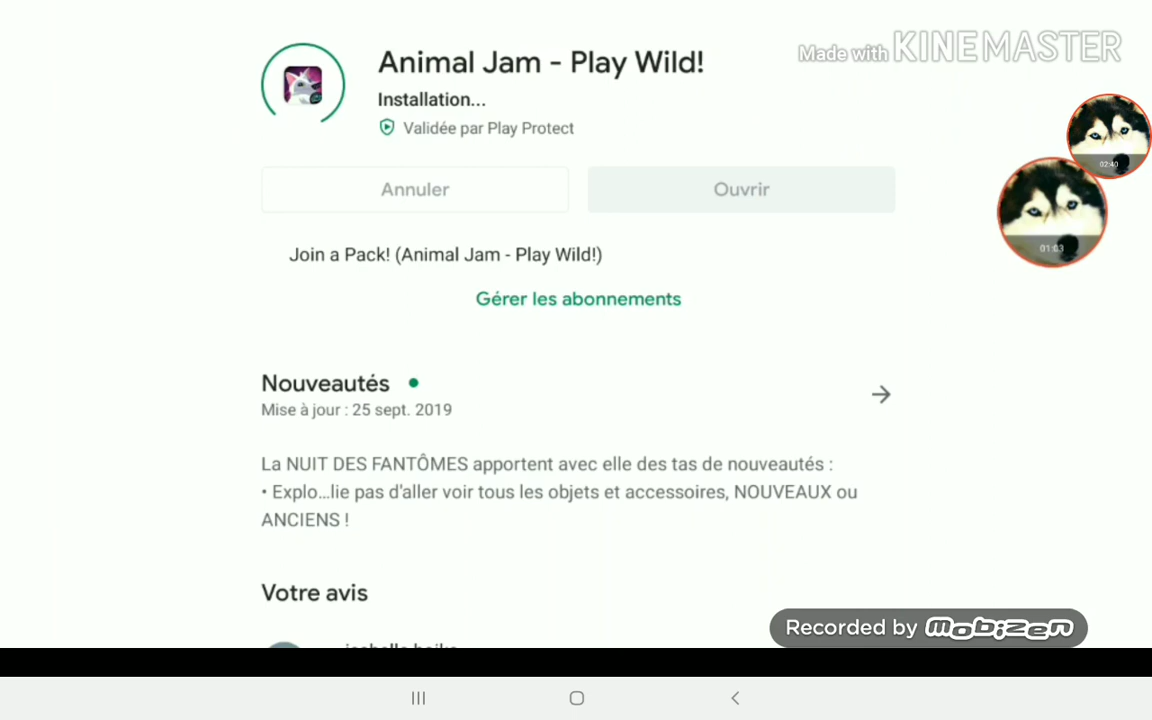 Animal Jam - Play Wild!
Made with KINEMASTER
Installation...
Validée par Play Protect
02:40
Annuler
Ouvrir
01:03
Join a Pack! (Animal Jam - Play Wild!)
Gérer les abonnements
Nouveautés
Mise à jour : 25 sept. 2019
La NUIT DES FANTÔMES apportent avec elle des tas de nouveautés :
• Explo...lie pas d'aller voir tous les objets et accessoires, NOUVEAUX ou
ANCIENS !
Votre avis
Recorded by mobizen